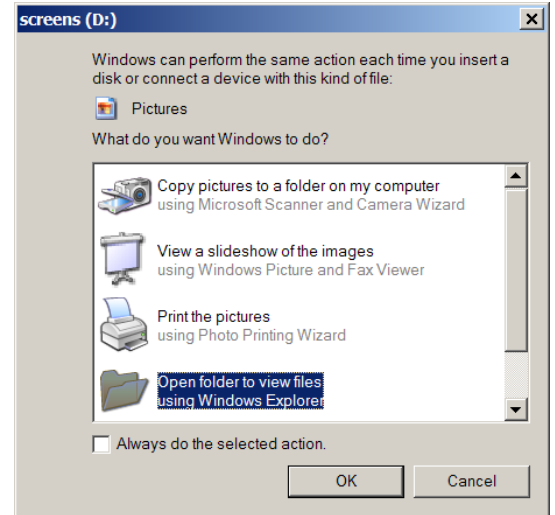 screens (D:)
Windows can perform the same action each time you insert a
disk or connect a device with this kind of file:
Pictures
What do you want Windows to do?
Copy pictures to a folder on my computer
using Microsoft Scanner and Camera Wizard
View a slideshow of the images
using Windows Picture and Fax Viewer
Print the pictures
using Photo Printing Wizard
Open folder to view files
using Windows Explorer
Always do the selected action.
OK Cancel